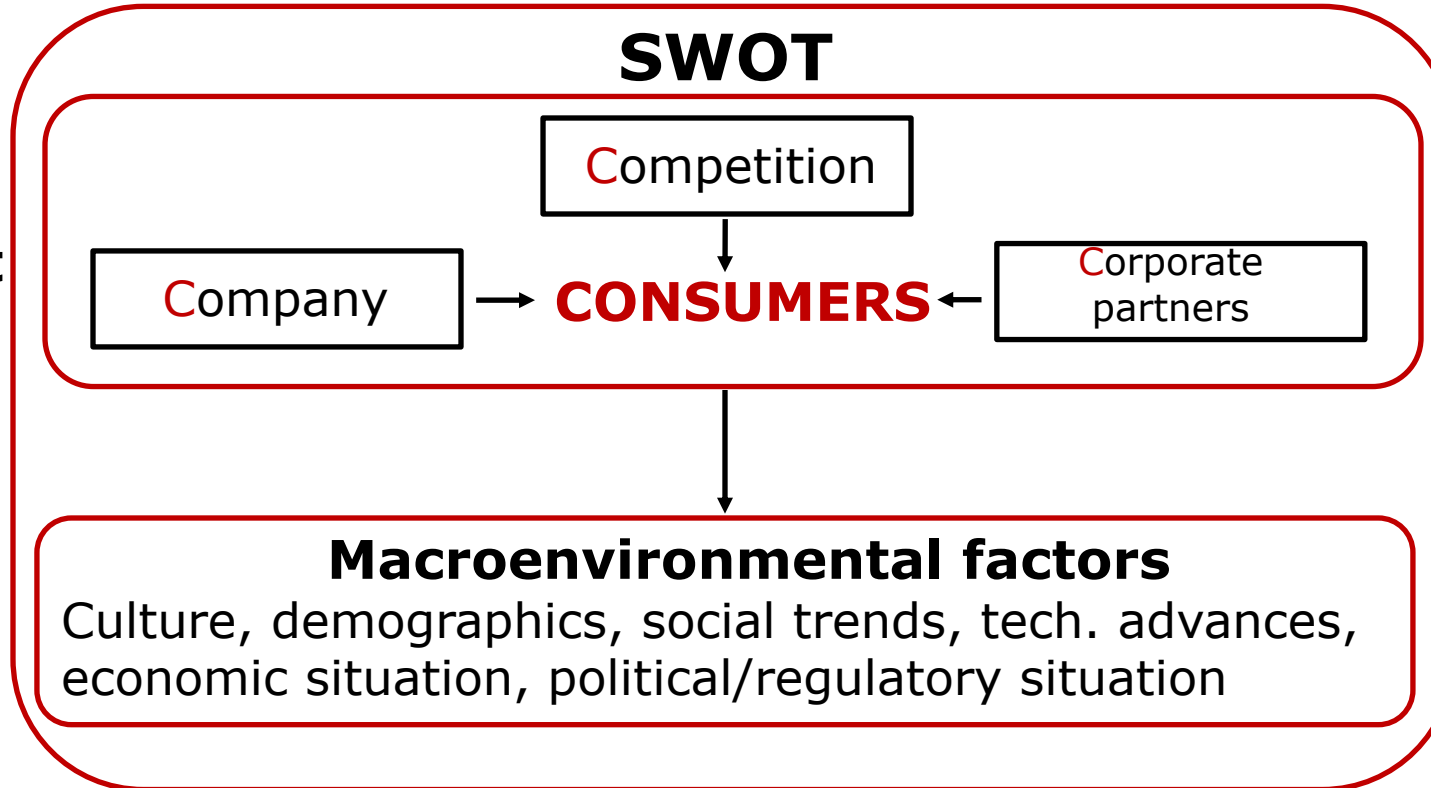 SWOT
Competition
Company
CONSUMERS
Corporate
partners
Macroenvironmental factors
Culture, demographics, social trends, tech. advances,
economic situation, political/regulatory situation